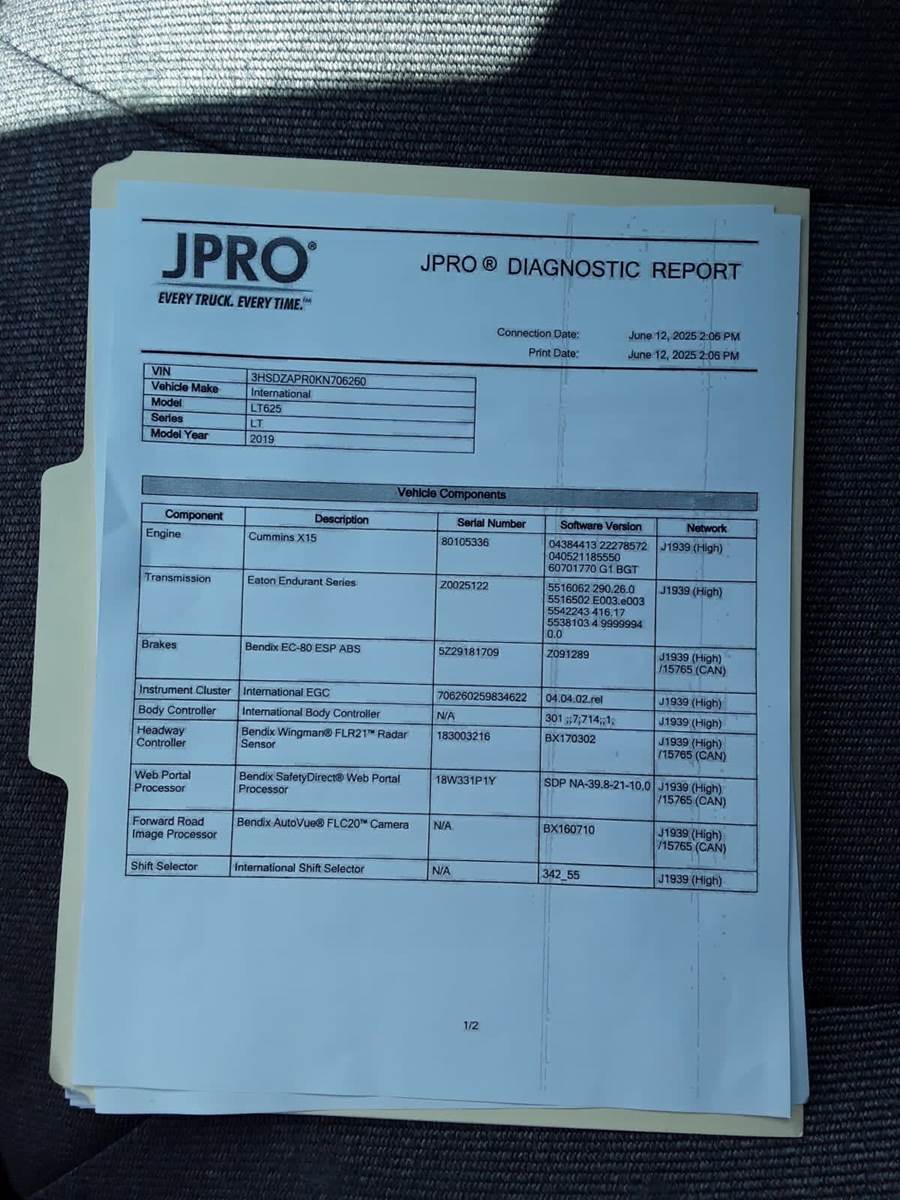 JPRO®
EVERY TRUCK. EVERY TIME.℠
JPRO® DIAGNOSTIC REPORT
Connection Date: June 12, 2025 2:06 PM
Print Date: June 12, 2025 2:06 PM
VIN 3HSDZAPR0KN706260
Vehicle Make International
Model LT625
Series LT
Model Year 2019
Vehicle Components
Component Description Serial Number Software Version Network
Engine Cummins X15 80105336 04384413 22278572 J1939 (High)
040521185550
60701770 G1 BGT
Transmission Eaton Endurant Series Z0025122 5516062 290.26.0 J1939 (High)
5516502 E003.e003
5542243 416.17
5538103 4.9999994
0.0
Brakes Bendix EC-80 ESP ABS 5Z29181709 Z091289 J1939 (High)
/15765 (CAN)
Instrument Cluster International EGC 706260259834622 04.04.02.rel J1939 (High)
Body Controller International Body Controller N/A 301 ;;7;714;;1; J1939 (High)
Headway Bendix Wingman® FLR21™ Radar 183003216 BX170302 J1939 (High)
Controller Sensor /15765 (CAN)
Web Portal Bendix SafetyDirect® Web Portal 18W331P1Y SDP NA-39.8-21-10.0 J1939 (High)
Processor Processor /15765 (CAN)
Forward Road Bendix AutoVue® FLC20™ Camera N/A BX160710 J1939 (High)
Image Processor /15765 (CAN)
Shift Selector International Shift Selector N/A 342_55 J1939 (High)
1/2